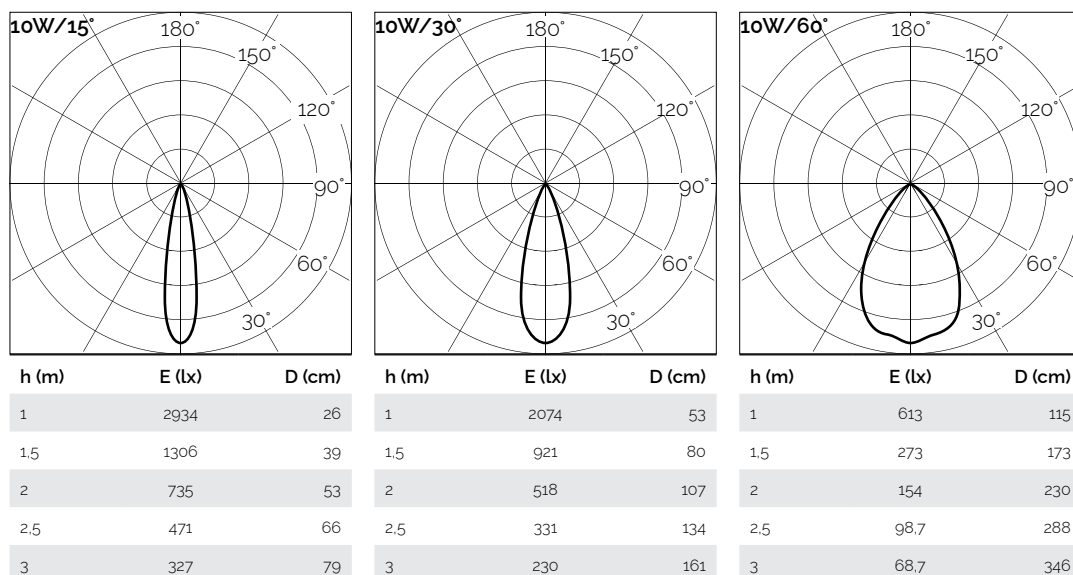 10W/15°
180°
150°
120°
90°
60°
30°
h (m) E (lx) D (cm)
1 2934 26
1,5 1306 39
2 735 53
2,5 471 66
3 327 79
10W/30°
180°
150°
120°
90°
60°
30°
h (m) E (lx) D (cm)
1 2074 53
1,5 921 80
2 518 107
2,5 331 134
3 230 161
10W/60°
180°
150°
120°
90°
60°
30°
h (m) E (lx) D (cm)
1 613 115
1,5 273 173
2 154 230
2,5 98,7 288
3 68,7 346